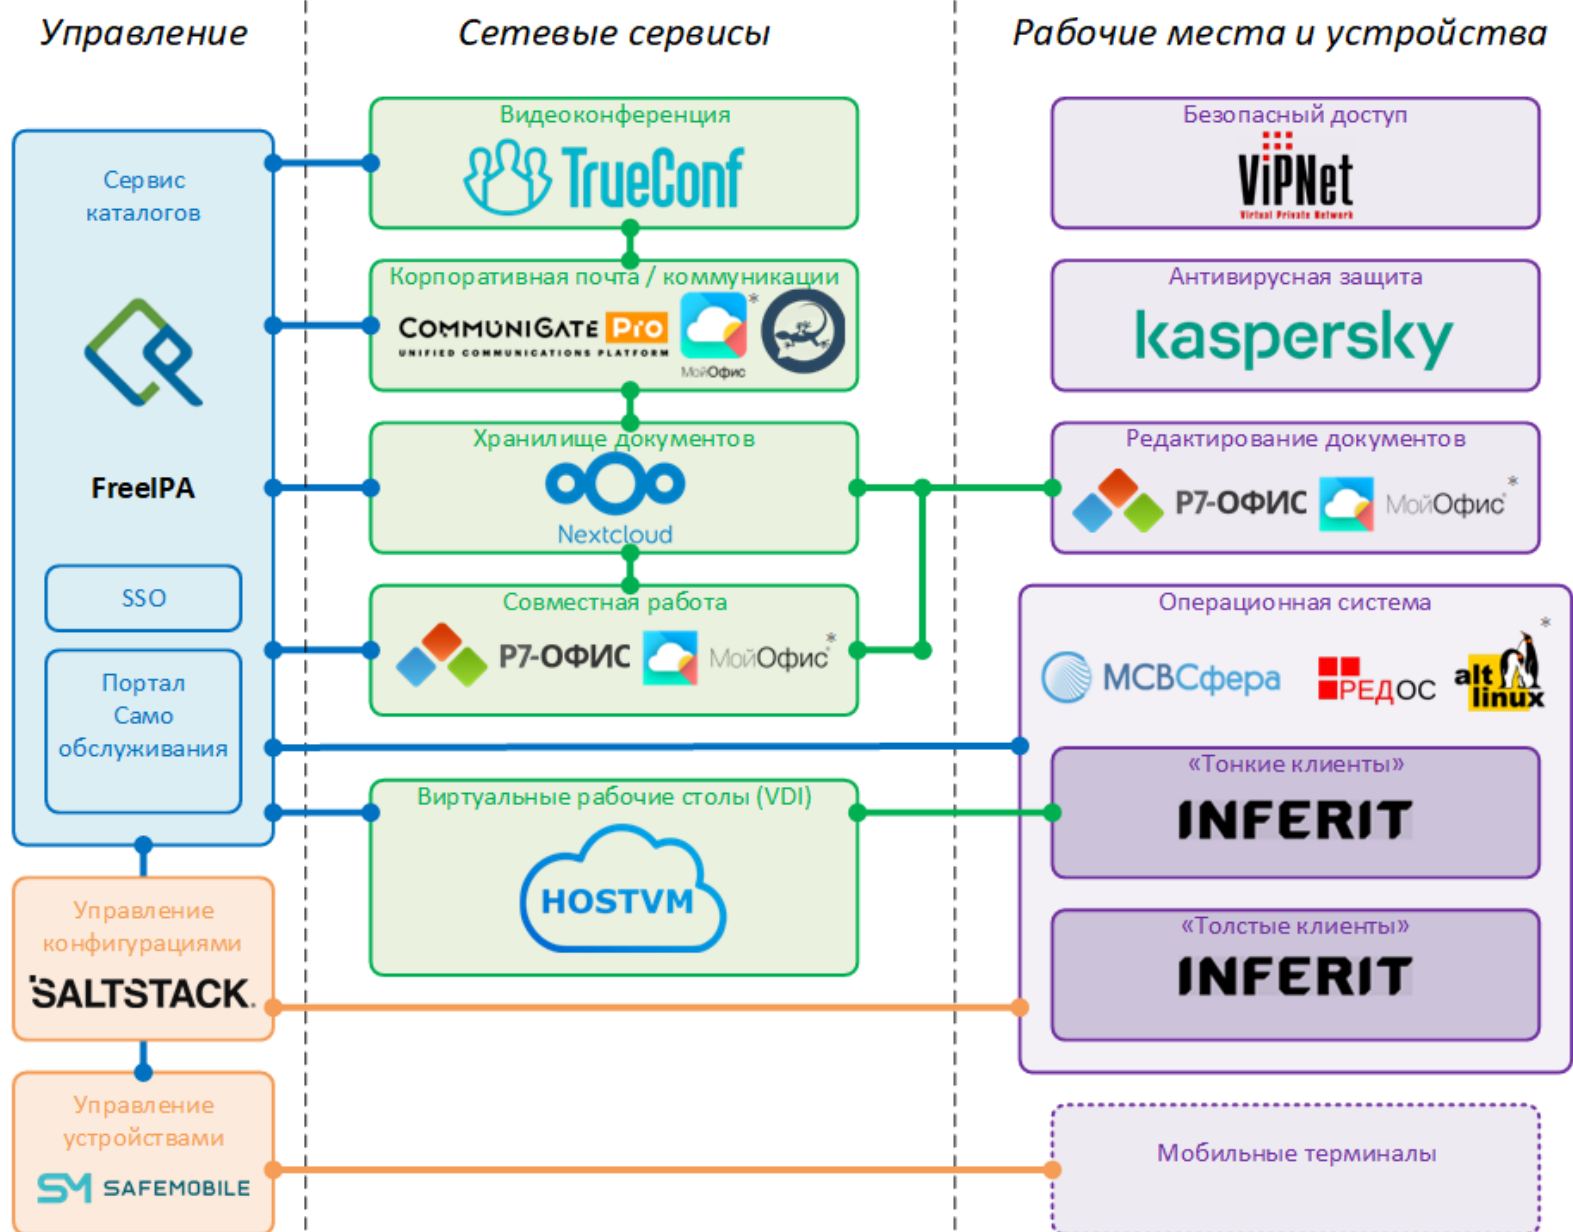 Управление
Сетевые сервисы
Рабочие места и устройства
Сервис
каталогов
FreeIPA
SSO
Портал
Само
обслуживания
Управление
конфигурациями
SALTSTACK.
Управление
устройствами
SM SAFEMOBILE
Видеоконференция
TrueConf
Корпоративная почта / коммуникации
COMMUNIGATE Pro
UNIFIED COMMUNICATIONS PLATFORM
*
МойОфис
Хранилище документов
Nextcloud
Совместная работа
Р7-ОФИС МойОфис*
Виртуальные рабочие столы (VDI)
HOSTVM
Безопасный доступ
ViPNet
Virtual Private Network
Антивирусная защита
kaspersky
Редактирование документов
Р7-ОФИС МойОфис*
Операционная система
*
МСВСфера РЕДОС alt
linux
«Тонкие клиенты»
INFERIT
«Толстые клиенты»
INFERIT
Мобильные терминалы